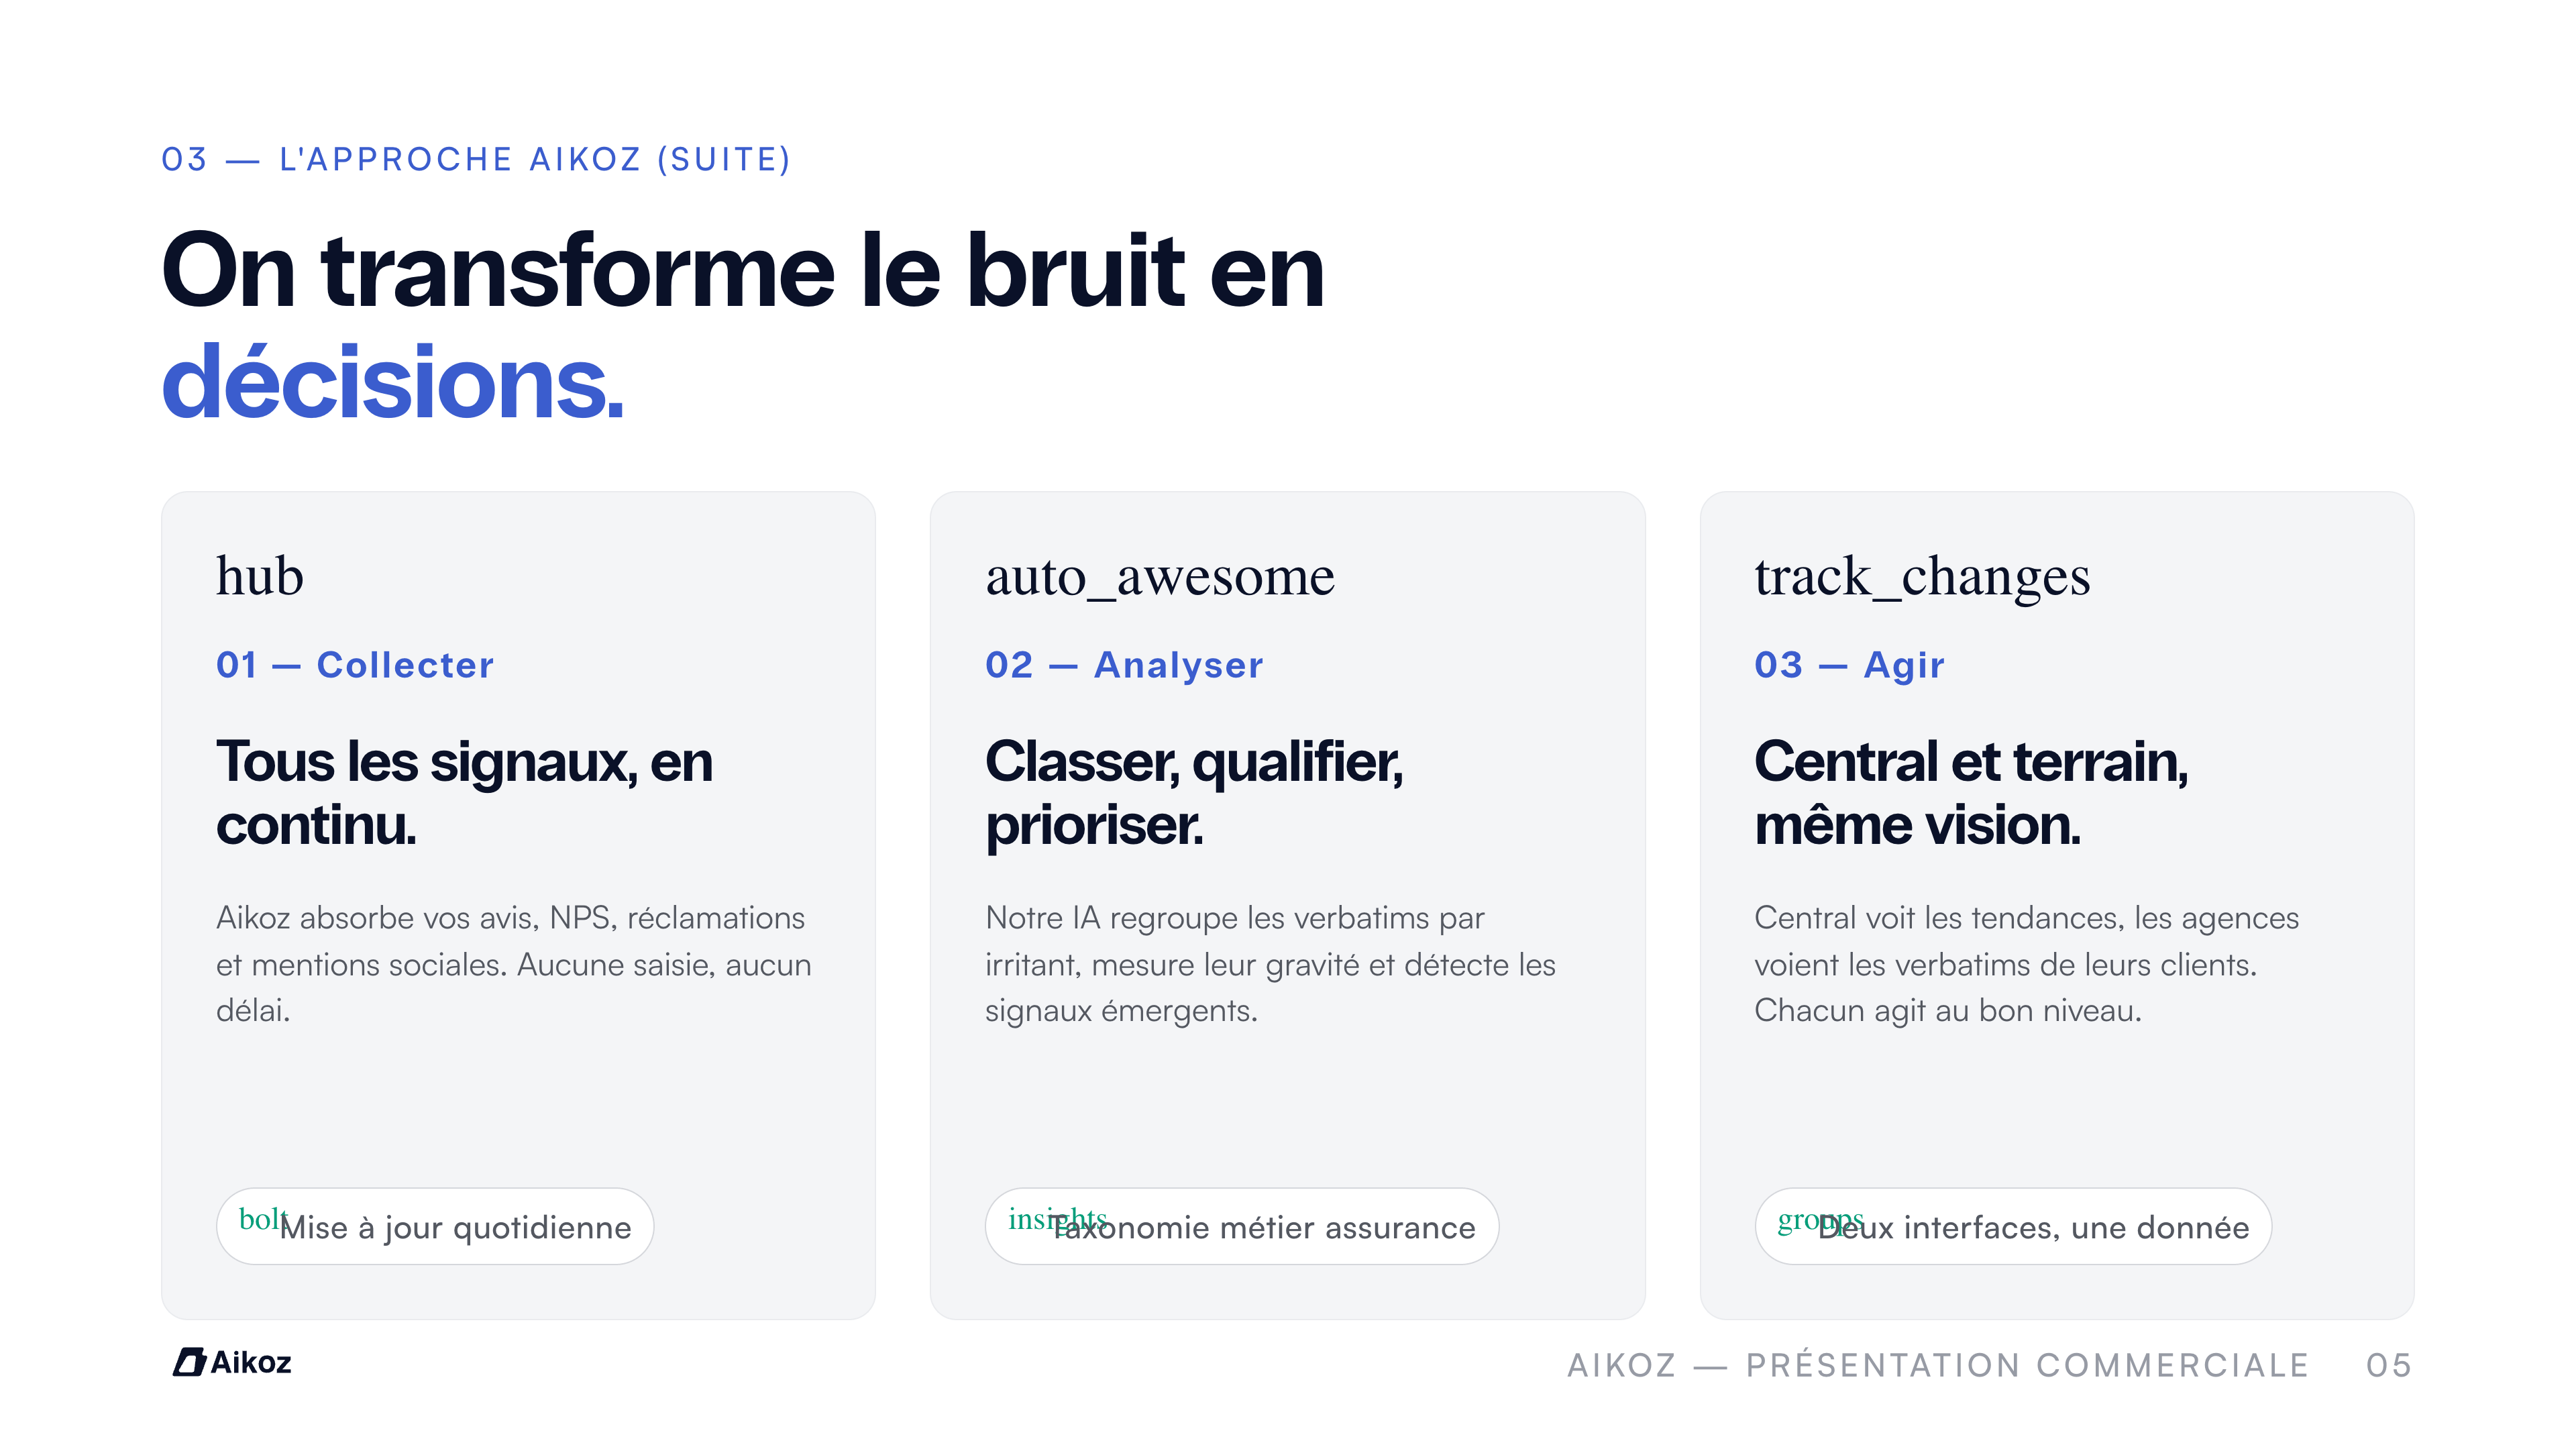 03 — L'APPROCHE AIKOZ (SUITE)
On transforme le bruit en
décisions.
hub
01 — Collecter
Tous les signaux, en
continu.
Aikoz absorbe vos avis, NPS, réclamations
et mentions sociales. Aucune saisie, aucun
délai.
bolt
Mise à jour quotidienne
auto_awesome
02 — Analyser
Classer, qualifier,
prioriser.
Notre IA regroupe les verbatims par
irritant, mesure leur gravité et détecte les
signaux émergents.
insights
Taxonomie métier assurance
track_changes
03 — Agir
Central et terrain,
même vision.
Central voit les tendances, les agences
voient les verbatims de leurs clients.
Chacun agit au bon niveau.
groups
Deux interfaces, une donnée
Aikoz
AIKOZ — PRÉSENTATION COMMERCIALE 05